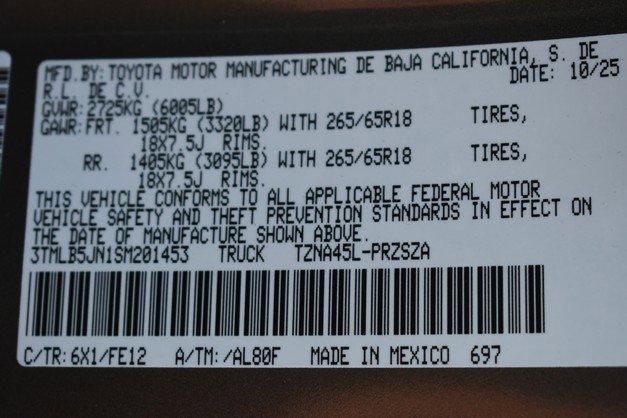 MFD.BY:TOYOTA MOTOR MANUFACTURING DE BAJA CALIFORNIA, S. DE
R.L. DE C.V. DATE: 10/25
GVWR:2725KG (6005LB)
GAWR:FRT. 1505KG (3320LB) WITH 265/65R18 TIRES,
18X7.5J RIMS.
RR. 1405KG (3095LB) WITH 265/65R18 TIRES,
18X7.5J RIMS.
THIS VEHICLE CONFORMS TO ALL APPLICABLE FEDERAL MOTOR
VEHICLE SAFETY AND THEFT PREVENTION STANDARDS IN EFFECT ON
THE DATE OF MANUFACTURE SHOWN ABOVE.
3TMLB5JN1SM201453 TRUCK TZNA45L-PRZSZA
C/TR:6X1/FE12 A/TM:/AL80F MADE IN MEXICO 697